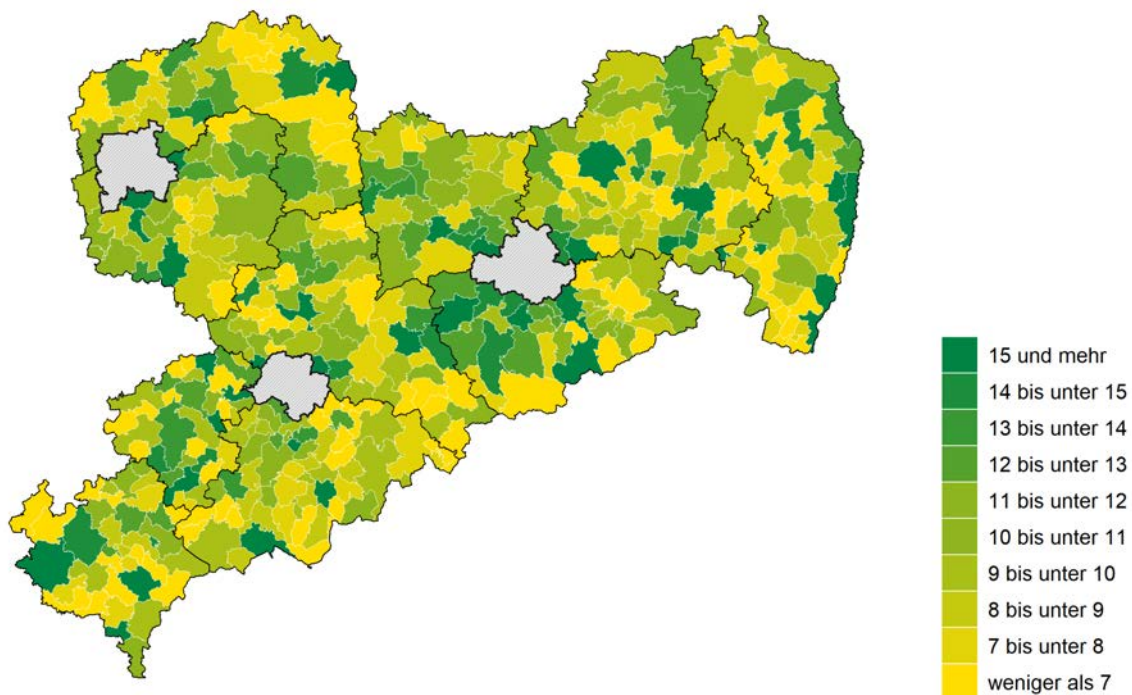 15 und mehr
14 bis unter 15
13 bis unter 14
12 bis unter 13
11 bis unter 12
10 bis unter 11
9 bis unter 10
8 bis unter 9
7 bis unter 8
weniger als 7